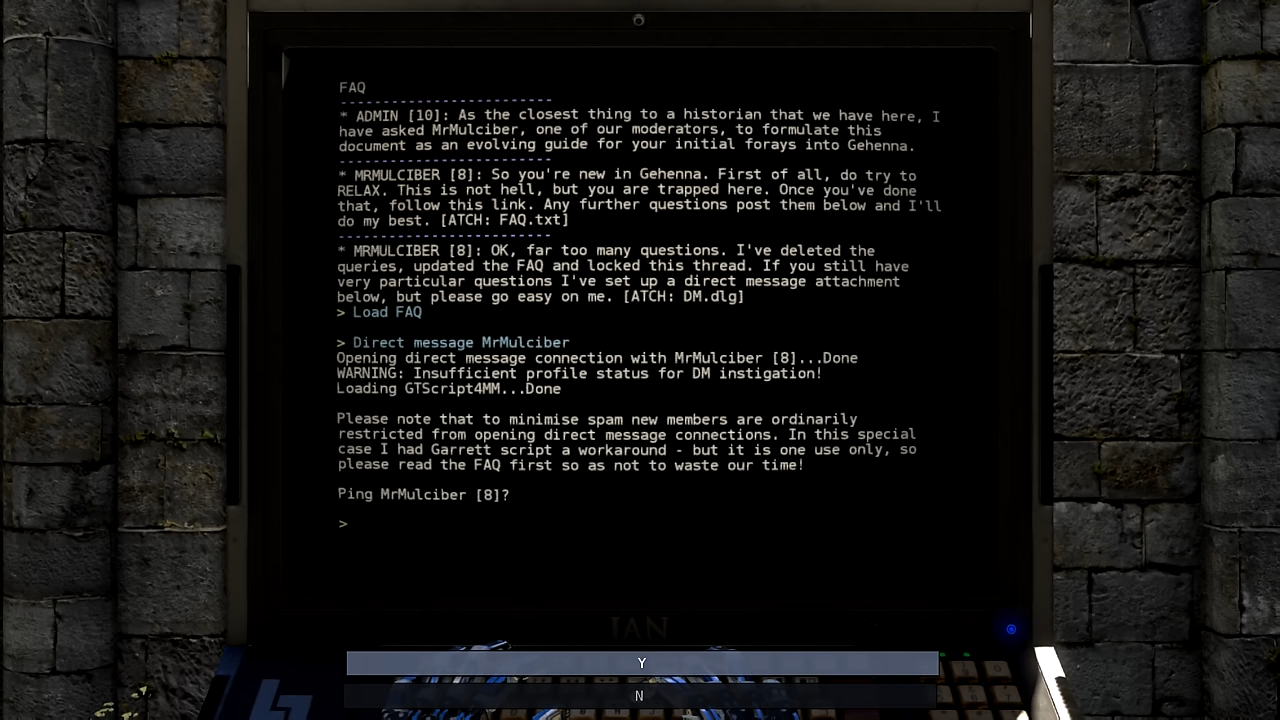 FAQ
-------------------------
* ADMIN [10]: As the closest thing to a historian that we have here, I
have asked MrMulciber, one of our moderators, to formulate this
document as an evolving guide for your initial forays into Gehenna.
-------------------------
* MRMULCIBER [8]: So you're new in Gehenna. First of all, do try to
RELAX. This is not hell, but you are trapped here. Once you've done
that, follow this link. Any further questions post them below and I'll
do my best. [ATCH: FAQ.txt]
-------------------------
* MRMULCIBER [8]: OK, far too many questions. I've deleted the
queries, updated the FAQ and locked this thread. If you still have
very particular questions I've set up a direct message attachment
below, but please go easy on me. [ATCH: DM.dlg]
> Load FAQ
> Direct message MrMulciber
Opening direct message connection with MrMulciber [8]...Done
WARNING: Insufficient profile status for DM instigation!
Loading GTScript4MM...Done
Please note that to minimise spam new members are ordinarily
restricted from opening direct message connections. In this special
case I had Garrett script a workaround - but it is one use only, so
please read the FAQ first so as not to waste our time!
Ping MrMulciber [8]?
>
IAN
Y
N